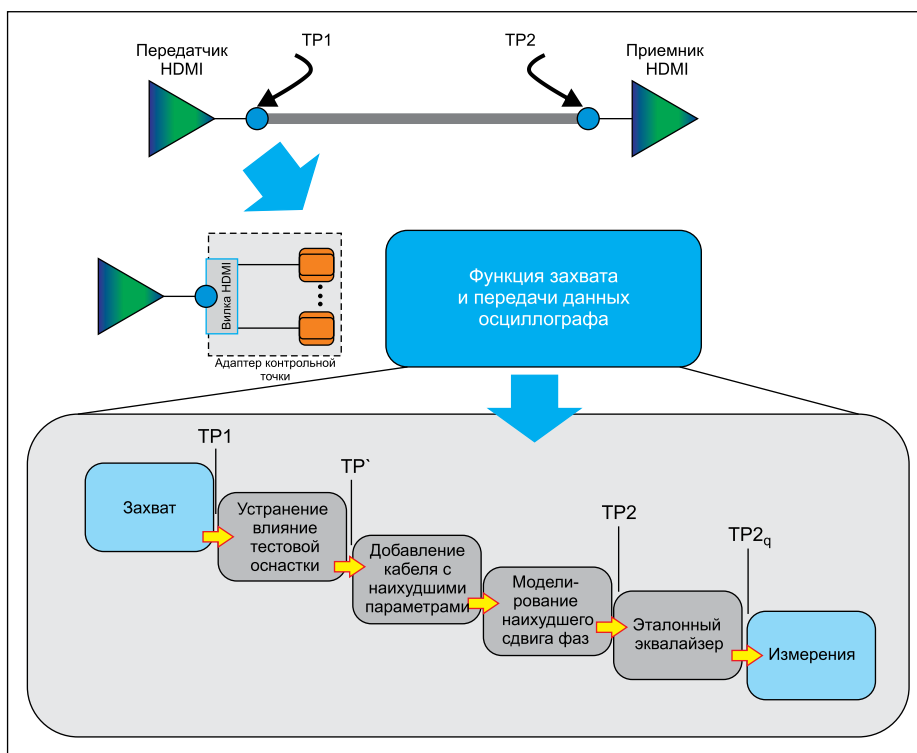 Передатчик
HDMI
TP1
TP2
Приемник
HDMI
Вилка HDMI
Адаптер контрольной
точки
Функция захвата
и передачи данных
осциллографа
TP1
Захват
TP`
Устранение
влияние
тестовой
оснастки
Добавление
кабеля с
наихудшими
параметрами
TP2
Модели-
рование
наихудшего
сдвига фаз
TP2q
Эталонный
эквалайзер
Измерения